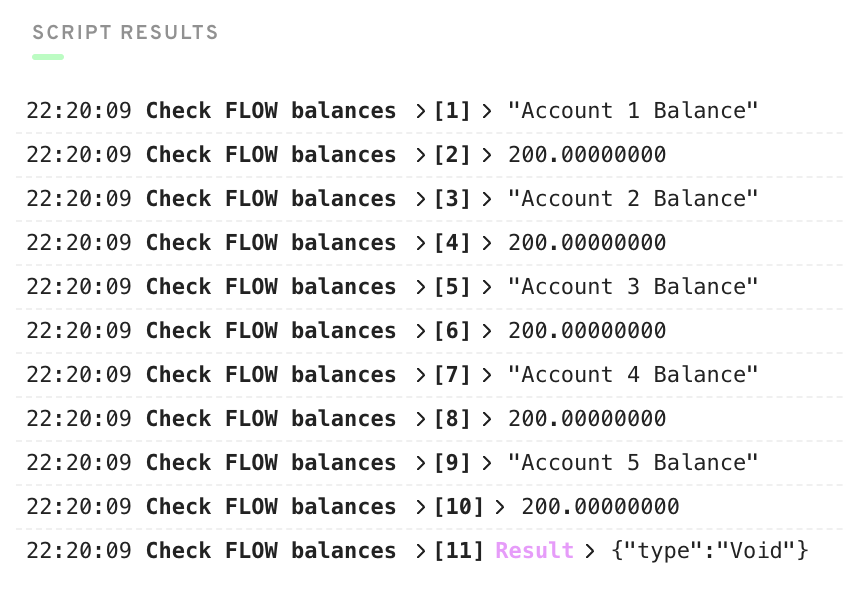 SCRIPT RESULTS
22:20:09 Check FLOW balances >[1]> "Account 1 Balance"
22:20:09 Check FLOW balances >[2]> 200.00000000
22:20:09 Check FLOW balances >[3]> "Account 2 Balance"
22:20:09 Check FLOW balances >[4]> 200.00000000
22:20:09 Check FLOW balances >[5]> "Account 3 Balance"
22:20:09 Check FLOW balances >[6]> 200.00000000
22:20:09 Check FLOW balances >[7]> "Account 4 Balance"
22:20:09 Check FLOW balances >[8]> 200.00000000
22:20:09 Check FLOW balances >[9]> "Account 5 Balance"
22:20:09 Check FLOW balances >[10]> 200.00000000
22:20:09 Check FLOW balances >[11] Result > {"type":"Void"}